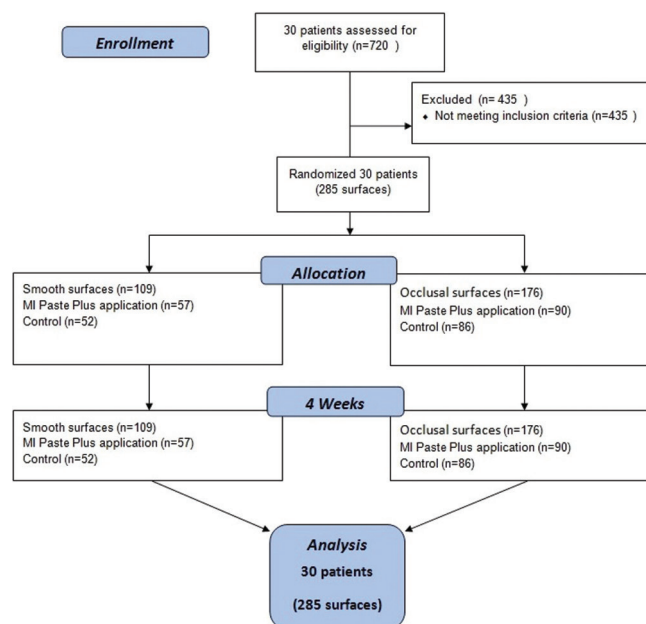 Enrollment
30 patients assessed for
eligibility (n=720 )
Excluded (n= 435 )
♦ Not meeting inclusion criteria (n=435 )
Randomized 30 patients
(285 surfaces)
Allocation
Smooth surfaces (n=109)
MI Paste Plus application (n=57)
Control (n=52)
Occlusal surfaces (n=176)
MI Paste Plus application (n=90)
Control (n=86)
4 Weeks
Smooth surfaces (n=109)
MI Paste Plus application (n=57)
Control (n=52)
Occlusal surfaces (n=176)
MI Paste Plus application (n=90)
Control (n=86)
Analysis
30 patients
(285 surfaces)